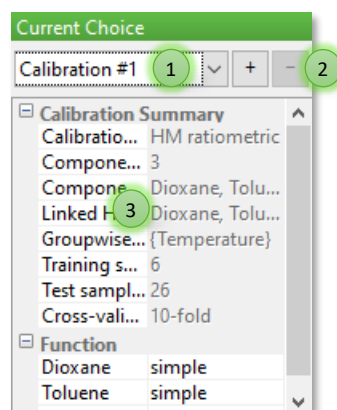 Current Choice
Calibration #1 1 + - 2
Calibration Summary
Calibratio... HM ratiometric
Compone... 3
Compone... Dioxane, Tolu...
Linked H 3 Dioxane, Tolu...
Groupwise... {Temperature}
Training s... 6
Test sampl... 26
Cross-vali... 10-fold
Function
Dioxane simple
Toluene simple